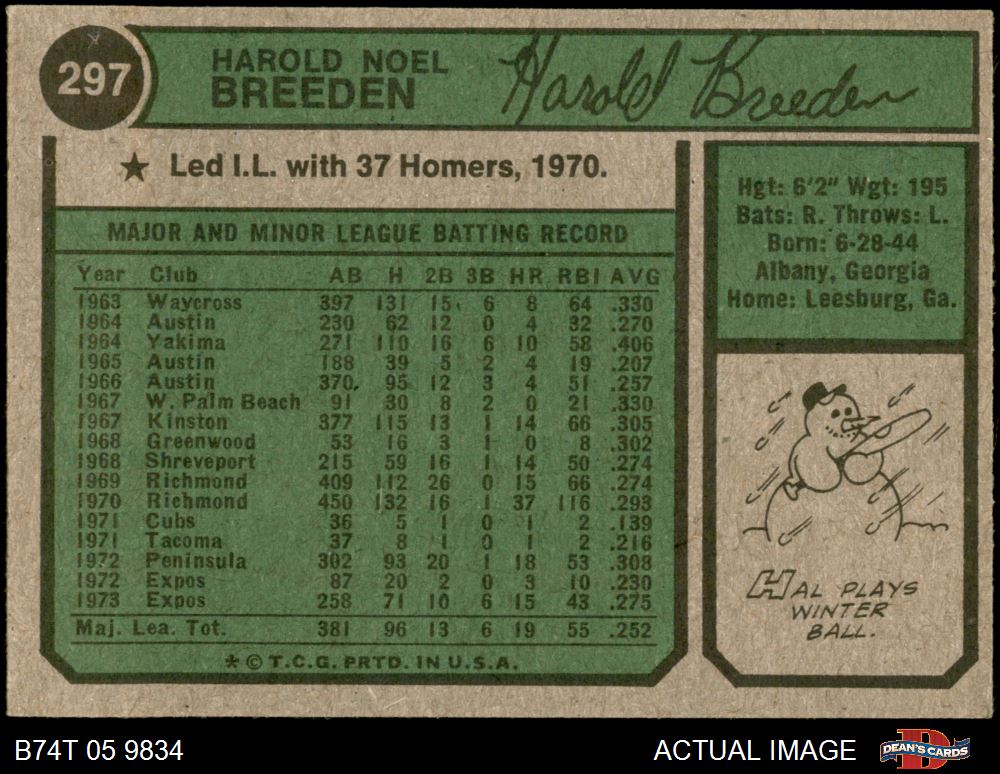 297
HAROLD NOEL
BREEDEN
Harold Breeden
★ Led I.L. with 37 Homers, 1970.
MAJOR AND MINOR LEAGUE BATTING RECORD
Year Club AB H 2B 3B HR RBI AVG
1963 Waycross 397 131 15 6 8 64 .330
1964 Austin 230 62 12 0 4 32 .270
1964 Yakima 271 110 16 6 10 58 .406
1965 Austin 188 39 5 2 4 19 .207
1966 Austin 370 95 12 3 4 51 .257
1967 W. Palm Beach 91 30 8 2 0 21 .330
1967 Kinston 377 115 13 1 14 66 .305
1968 Greenwood 53 16 3 1 0 8 .302
1968 Shreveport 215 59 16 1 14 50 .274
1969 Richmond 409 112 26 0 15 66 .274
1970 Richmond 450 132 16 1 37 116 .293
1971 Cubs 36 5 1 0 1 2 .139
1971 Tacoma 37 8 1 0 1 2 .216
1972 Peninsula 302 93 20 1 18 53 .308
1972 Expos 87 20 2 0 3 10 .230
1973 Expos 258 71 10 6 15 43 .275
Maj. Lea. Tot. 381 96 13 6 19 55 .252
* © T.C.G. PRTD. IN U.S.A.
Hgt: 6'2" Wgt: 195
Bats: R. Throws: L.
Born: 6-28-44
Albany, Georgia
Home: Leesburg, Ga.
HAL PLAYS
WINTER
BALL.
B74T 05 9834
ACTUAL IMAGE
DEAN'S CARDS